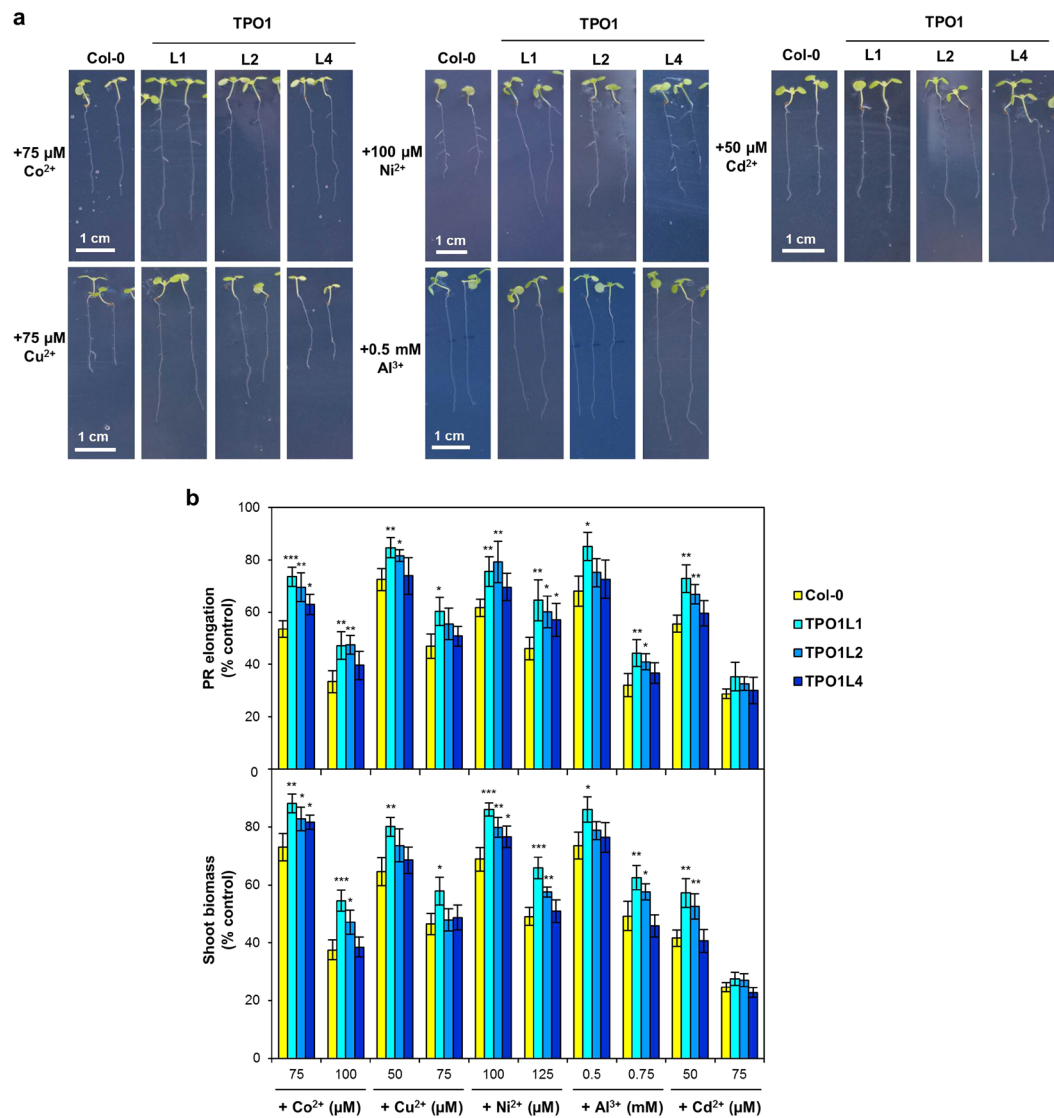 a
TPO1
Col-0 L1 L2 L4
+75 μM
Co²⁺
1 cm
TPO1
Col-0 L1 L2 L4
+100 μM
Ni²⁺
1 cm
TPO1
Col-0 L1 L2 L4
+50 μM
Cd²⁺
1 cm
+75 μM
Cu²⁺
1 cm
+0.5 mM
Al³⁺
1 cm
b
PR elongation
(% control)
100
80
60
40
20
0
*** ** * ** ** ** * * ** ** ** * * * * * ** **
Col-0
TPO1L1
TPO1L2
TPO1L4
Shoot biomass
(% control)
80
60
40
20
0
** * * *** * ** * *** ** * *** ** * ** * ** **
75 100 50 75 100 125 0.5 0.75 50 75
+ Co²⁺ (μM) + Cu²⁺ (μM) + Ni²⁺ (μM) + Al³⁺ (mM) + Cd²⁺ (μM)